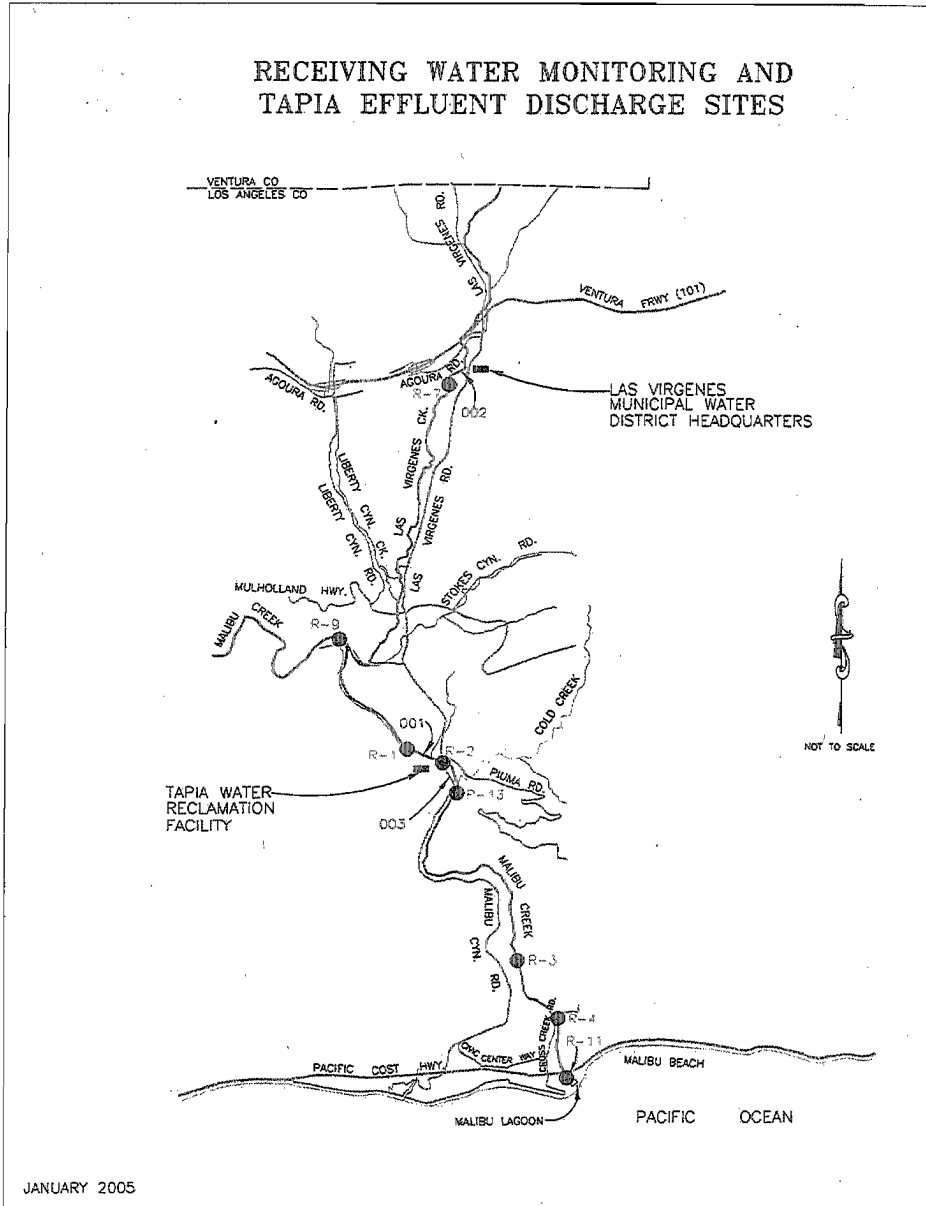 RECEIVING WATER MONITORING AND
TAPIA EFFLUENT DISCHARGE SITES
VENTURA CO
LOS ANGELES CO
LAS VIRGENES RD.
VENTURA FRWY (101)
AGOURA RD.
AGOURA RD.
R-7
002
LAS VIRGENES
MUNICIPAL WATER
DISTRICT HEADQUARTERS
LIBERTY CYN. CK.
LIBERTY CYN. RD.
LAS VIRGENES CK.
LAS VIRGENES RD.
STOKES CYN. RD.
MULHOLLAND HWY.
MALIBU CREEK
R-9
COLD CREEK
NOT TO SCALE
001
R-1
R-2
PIUMA RD.
R-13
TAPIA WATER
RECLAMATION
FACILITY
003
MALIBU CREEK
MALIBU CYN. RD.
R-3
CROSS CREEK RD.
R-4
R-11
CIVIC CENTER WAY
PACIFIC COST HWY.
MALIBU BEACH
MALIBU LAGOON
PACIFIC OCEAN
JANUARY 2005